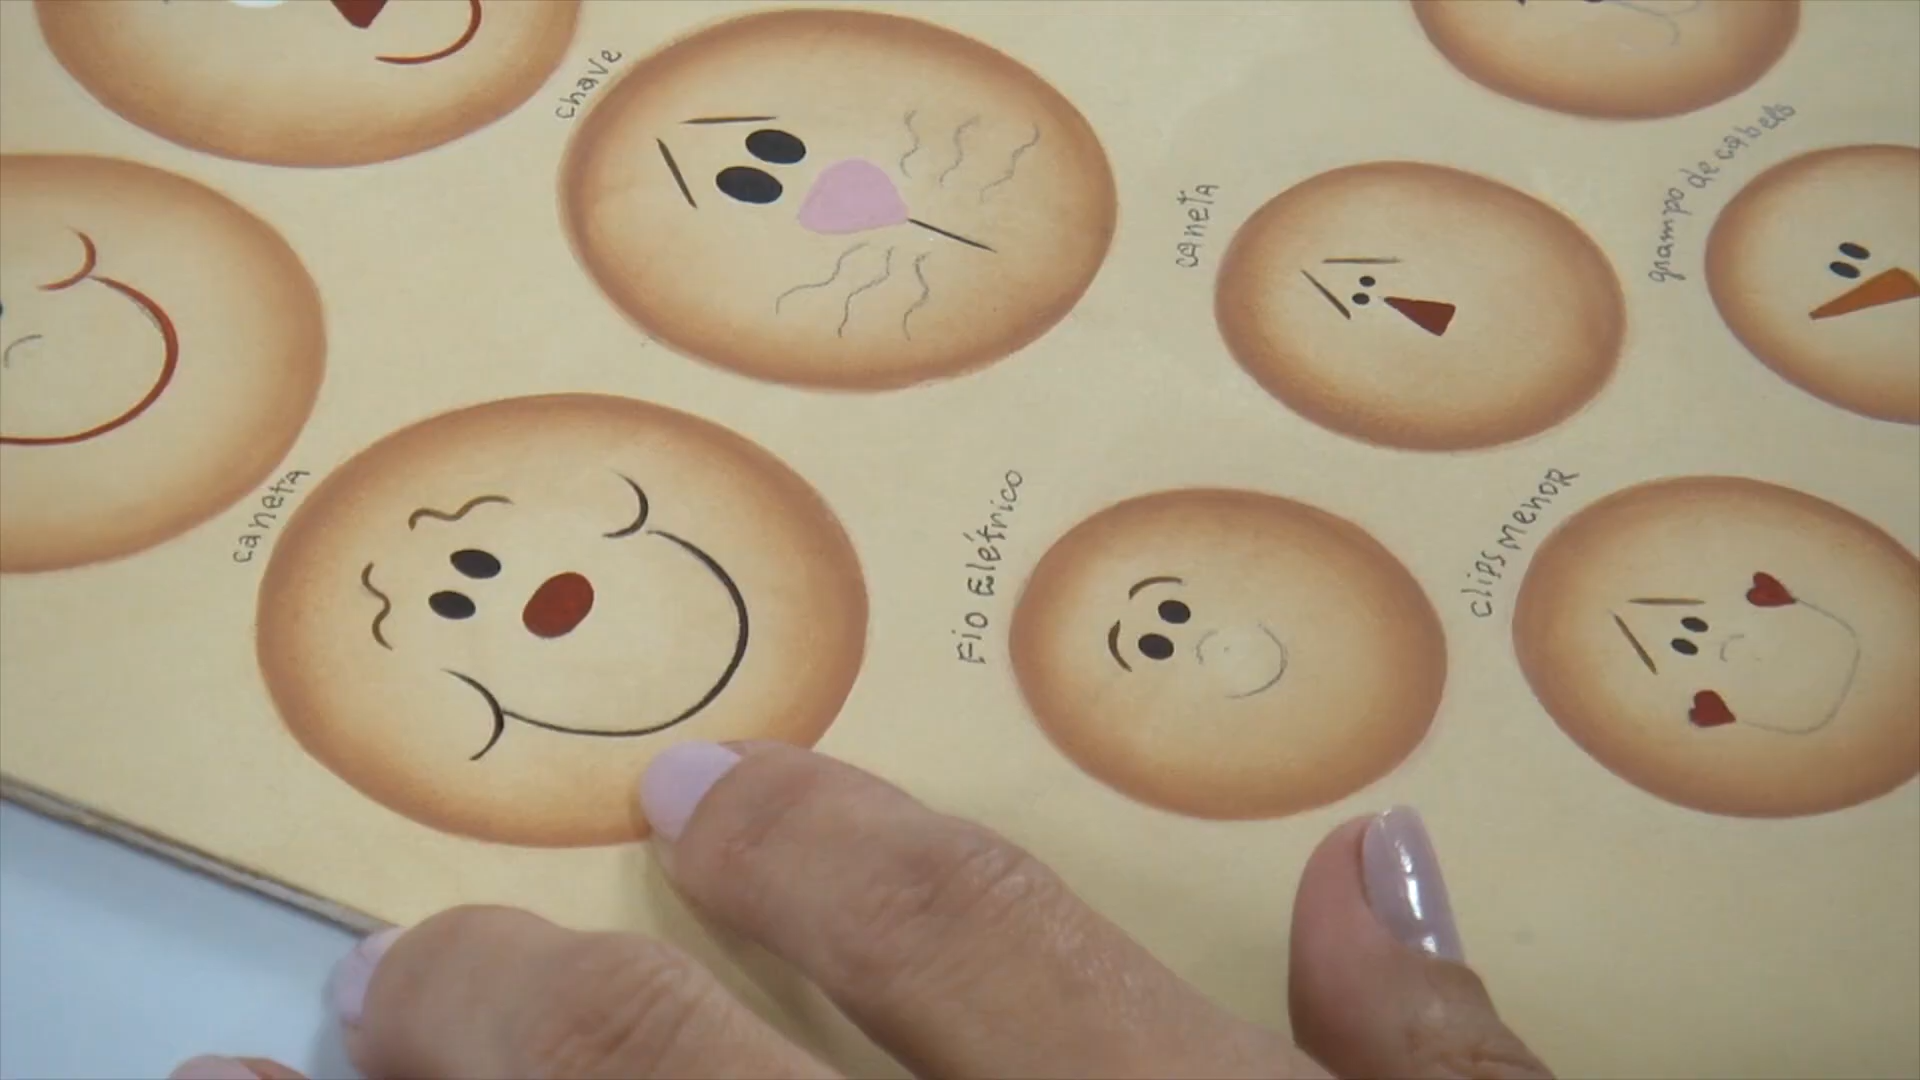 chave
caneta
grampo de cabelo
caneta
Fio Elétrico
clips menor